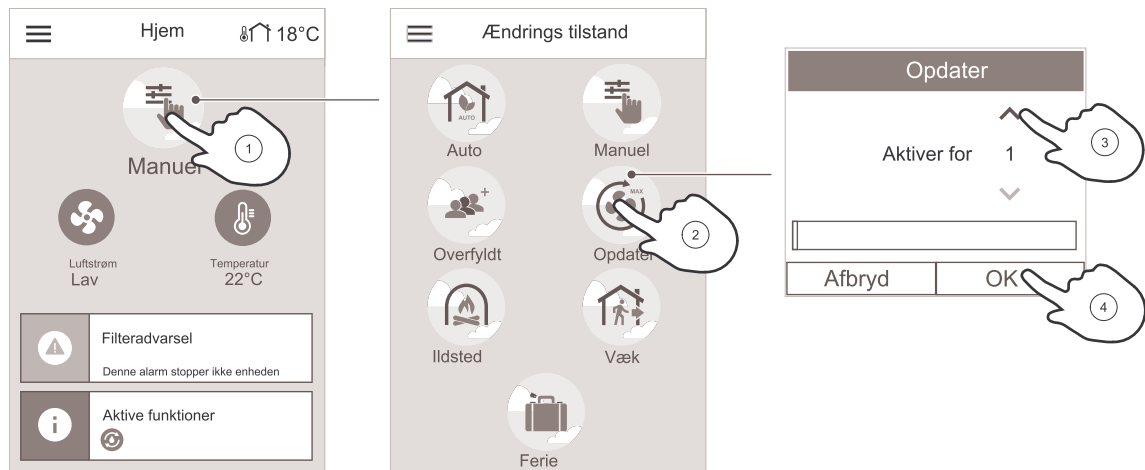 Hjem
18°C
Manuel
1
Luftstrøm
Lav
Temperatur
22°C
Filteradvarsel
Denne alarm stopper ikke enheden
Aktive funktioner
Ændrings tilstand
AUTO
Auto
Manuel
Overfyldt
MAX
Opdater
2
Ildsted
Væk
Ferie
Opdater
Aktiver for 1
3
Afbryd
OK
4